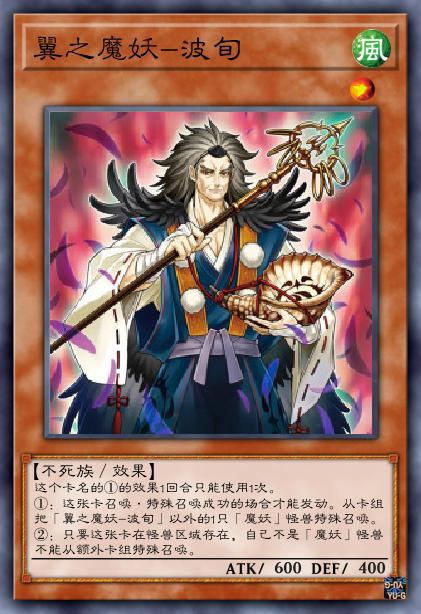 翼之魔妖-波旬
風
【不死族/效果】
这个卡名的①的效果1回合只能使用1次。
①：这张卡召唤·特殊召唤成功的场合才能发动。从卡组
把「翼之魔妖-波旬」以外的1只「魔妖」怪兽特殊召唤。
②：只要这张卡在怪兽区域存在，自己不是「魔妖」怪兽
不能从额外卡组特殊召唤。
ATK/ 600 DEF/ 400